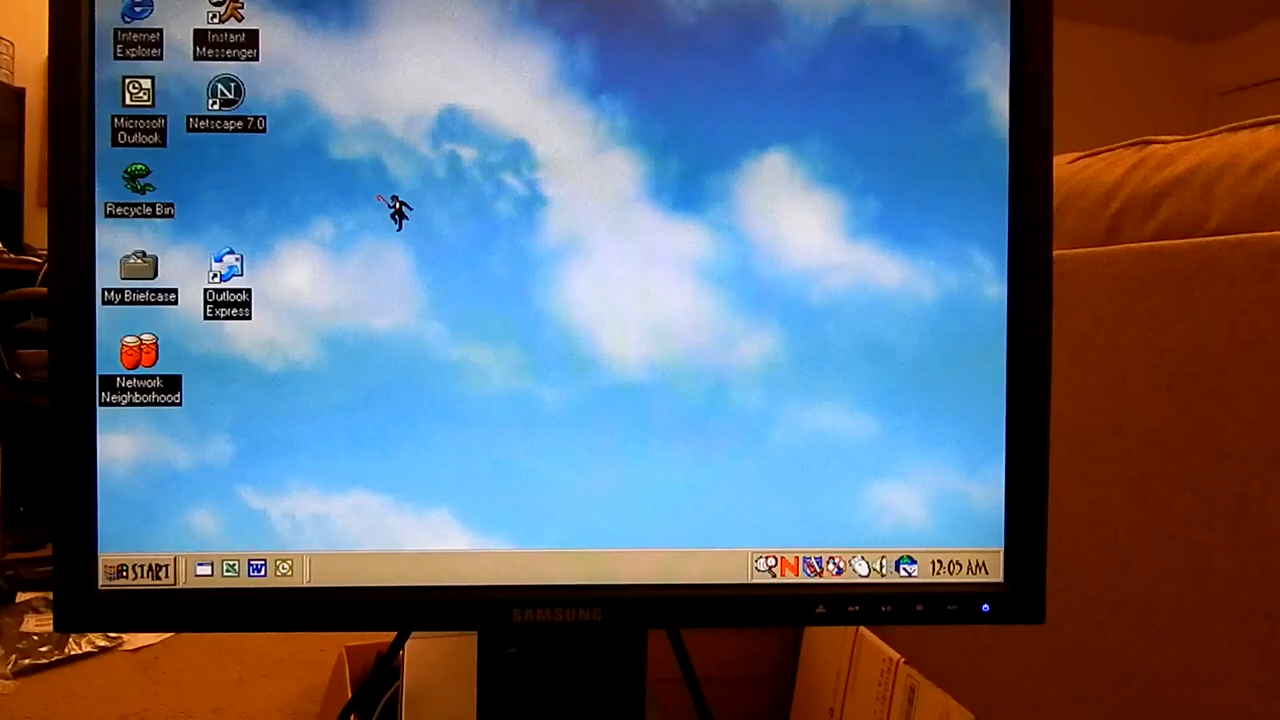 Internet
Explorer
Instant
Messenger
Microsoft
Outlook
N
Netscape 7.0
Recycle Bin
My Briefcase
Outlook
Express
Network
Neighborhood
START
W
N
12:05 AM
SAMSUNG